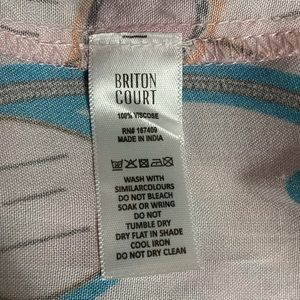 BRITON
COURT
100% VISCOSE
RN# 167409
MADE IN INDIA
WASH WITH
SIMILARCOLOURS
DO NOT BLEACH
SOAK OR WRING
DO NOT
TUMBLE DRY
DRY FLAT IN SHADE
COOL IRON
DO NOT DRY CLEAN